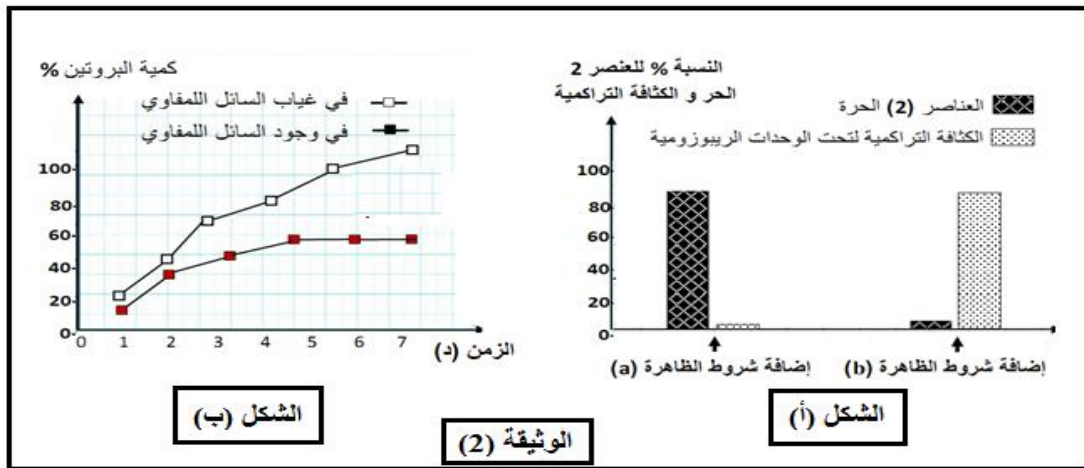 النسبة % للعنصر 2
الحر و الكثافة التراكمية
العناصر (2) الحرة
الكثافة التراكمية لتحت الوحدات الريبوزومية
100
80
60
40
20
0
إضافة شروط الظاهرة (a)
إضافة شروط الظاهرة (b)
الشكل (أ)
كمية البروتين %
في غياب السائل اللمفاوي
في وجود السائل اللمفاوي
100
80
60
40
20
0
0 1 2 3 4 5 6 7
الزمن (د)
الشكل (ب)
الوثيقة (2)